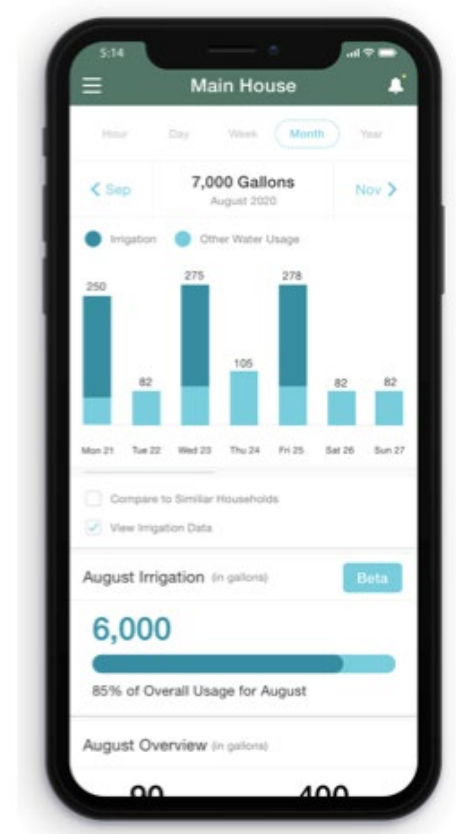 5:14
Main House
Hour Day Week Month Year
Sep
7,000 Gallons
August 2020
Nov
Irrigation Other Water Usage
250
82
275
105
278
82
82
Mon 21 Tue 22 Wed 23 Thu 24 Fri 25 Sat 26 Sun 27
Compare to Similiar Households
View Irrigation Data
August Irrigation (in gallons)
Beta
6,000
85% of Overall Usage for August
August Overview (in gallons)
90 400